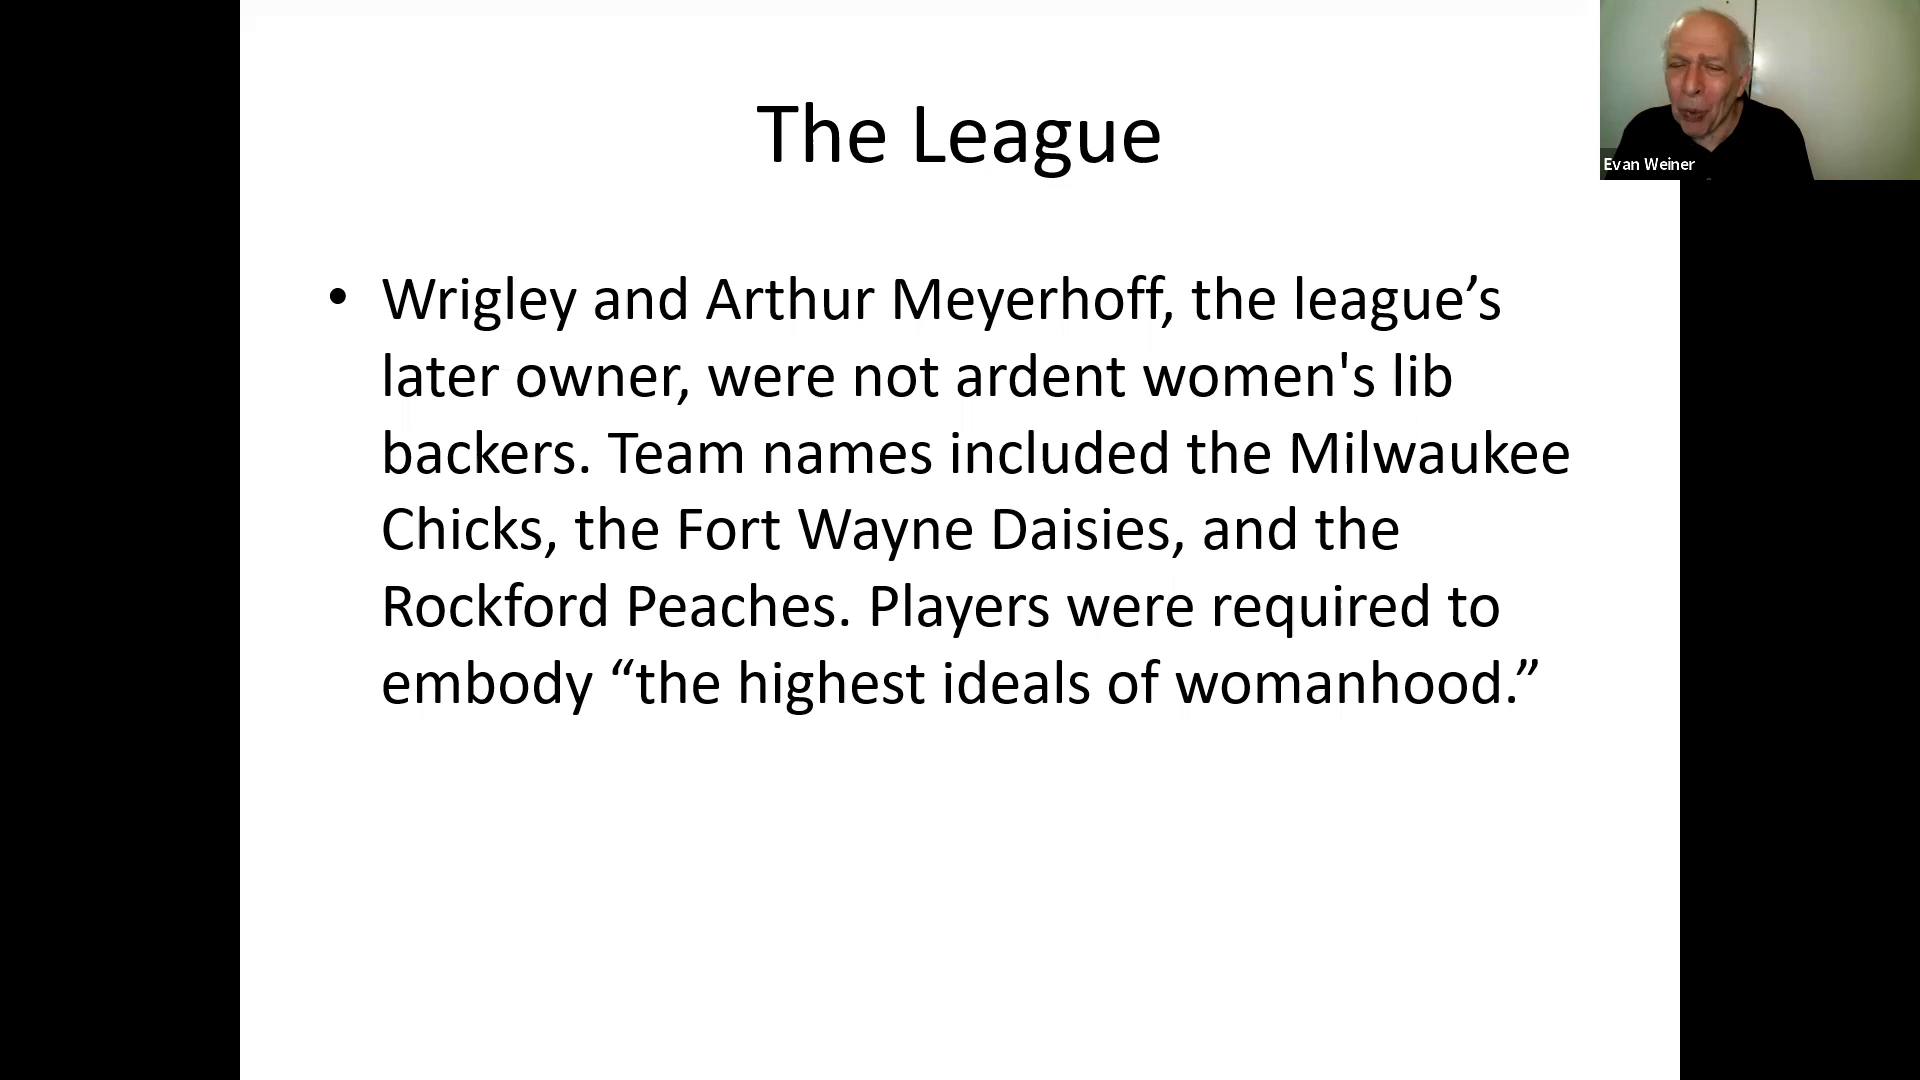 The League
Evan Weiner
• Wrigley and Arthur Meyerhoff, the league’s
later owner, were not ardent women's lib
backers. Team names included the Milwaukee
Chicks, the Fort Wayne Daisies, and the
Rockford Peaches. Players were required to
embody “the highest ideals of womanhood.”